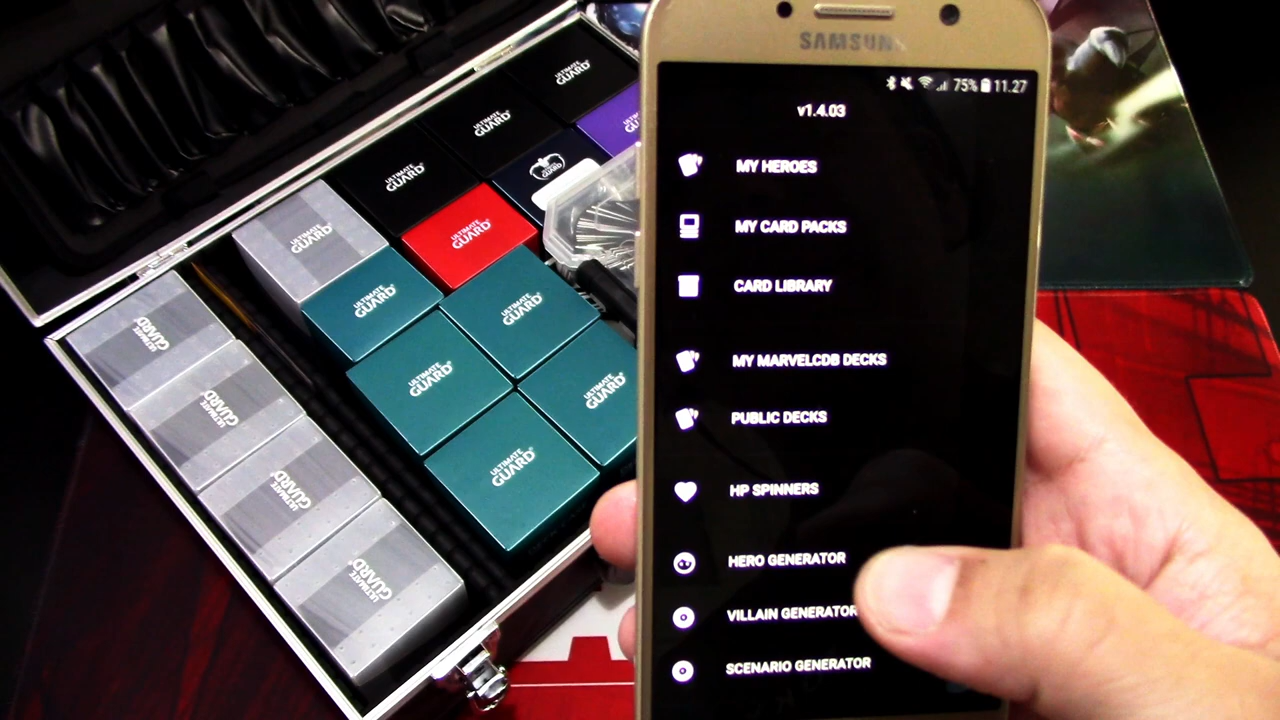 SAMSUNG
75% 11.27
v1.4.03
MY HEROES
MY CARD PACKS
CARD LIBRARY
MY MARVELCDB DECKS
PUBLIC DECKS
HP SPINNERS
HERO GENERATOR
VILLAIN GENERATOR
SCENARIO GENERATOR
ULTIMATE
GUARD
ULTIMATE
GUARD
ULTIMATE
GUARD
ULTIMATE
GUARD
ULTIMATE
GUARD
ULTIMATE
GUARD
ULTIMATE
GUARD
ULTIMATE
GUARD
ULTIMATE
GUARD
ULTIMATE
GUARD
ULTIMATE
GUARD
ULTIMATE
GUARD
ULTIMATE
GUARD
ULTIMATE
GUARD